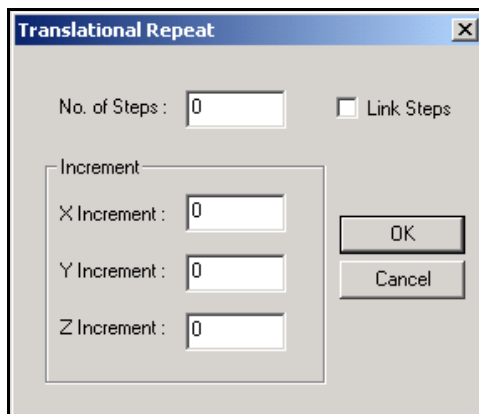 Translational Repeat
No. of Steps : 0 Link Steps
Increment
X Increment : 0
Y Increment : 0
Z Increment : 0
OK
Cancel